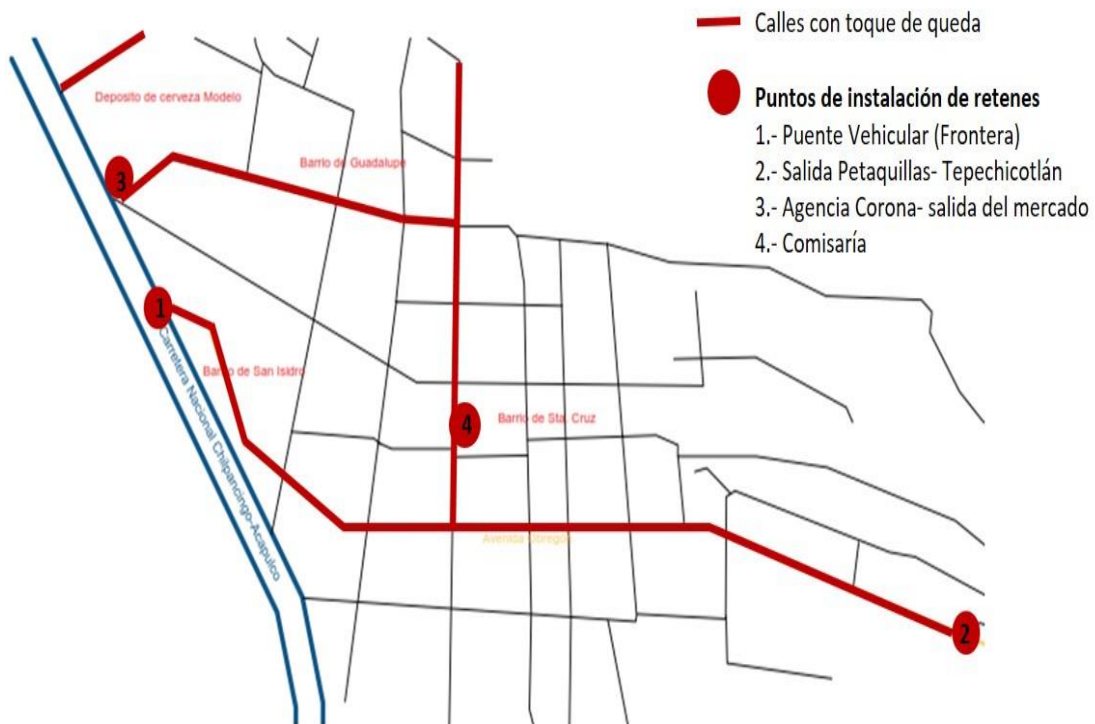 Calles con toque de queda
Puntos de instalación de retenes
1.- Puente Vehicular (Frontera)
2.- Salida Petaquillas- Tepechicotlán
3.- Agencia Corona- salida del mercado
4.- Comisaría
Deposito de cerveza Modelo
Barrio de Guadalupe
3
1
Barrio de San Isidro
Carretera Nacional Chilpancingo-Acapulco
4
Barrio de Sta. Cruz
Avenida Obregón
2